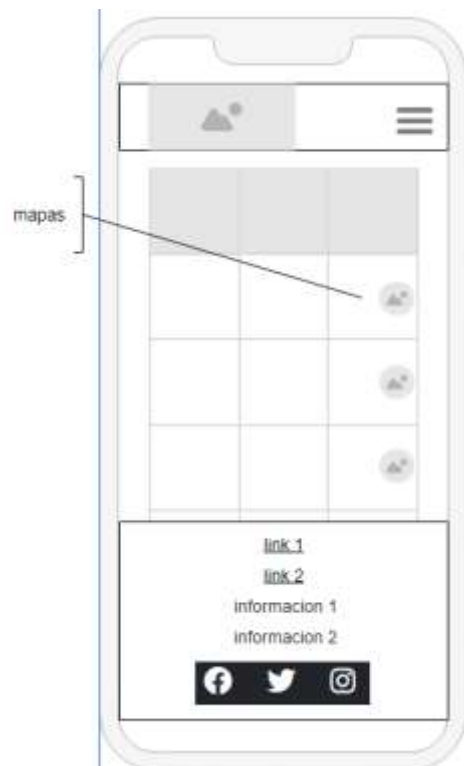 mapas
link 1
link 2
informacion 1
informacion 2